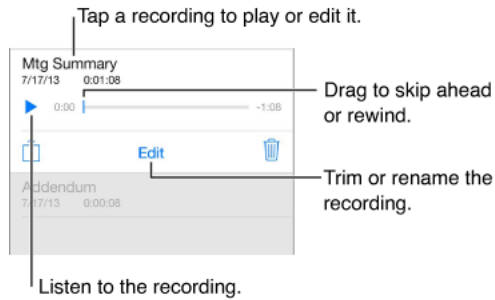 Tap a recording to play or edit it.
Mtg Summary
7/17/13 0:01:08
0:00 -1:08
Drag to skip ahead
or rewind.
Edit
Trim or rename the
recording.
Addendum
7/17/13 0:00:08
Listen to the recording.